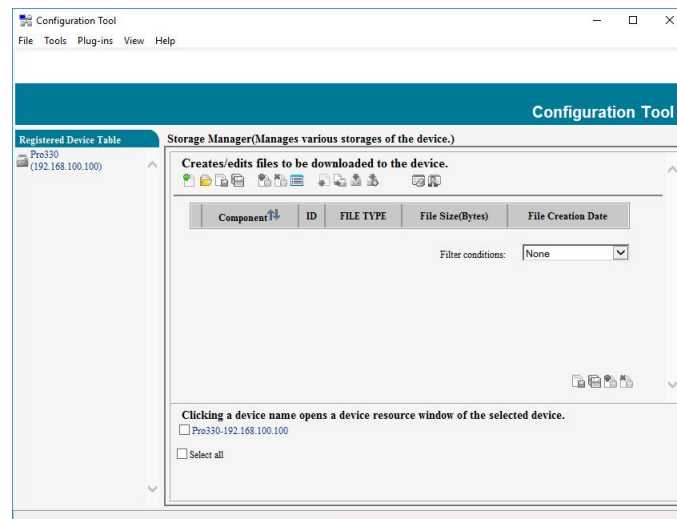 Configuration Tool
File Tools Plug-ins View Help
Configuration Tool
Registered Device Table
Pro330
(192.168.100.100)
Storage Manager(Manages various storages of the device.)
Creates/edits files to be downloaded to the device.
Component ID FILE TYPE File Size(Bytes) File Creation Date
Filter conditions: None
Clicking a device name opens a device resource window of the selected device.
Pro330-192.168.100.100
Select all